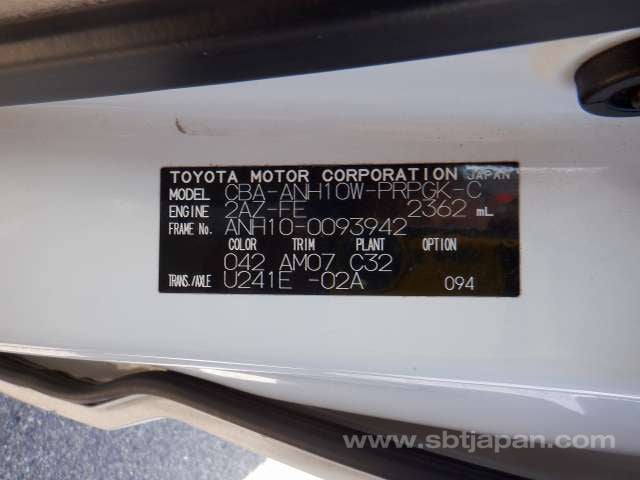 TOYOTA MOTOR CORPORATION JAPAN
MODEL CBA-ANH10W-PRPGK-C
ENGINE 2AZ-FE 2362 mL
FRAME No. ANH10-0093942
COLOR TRIM PLANT OPTION
042 AM07 C32
TRANS./AXLE U241E -02A 094
www.sbtjapan.com